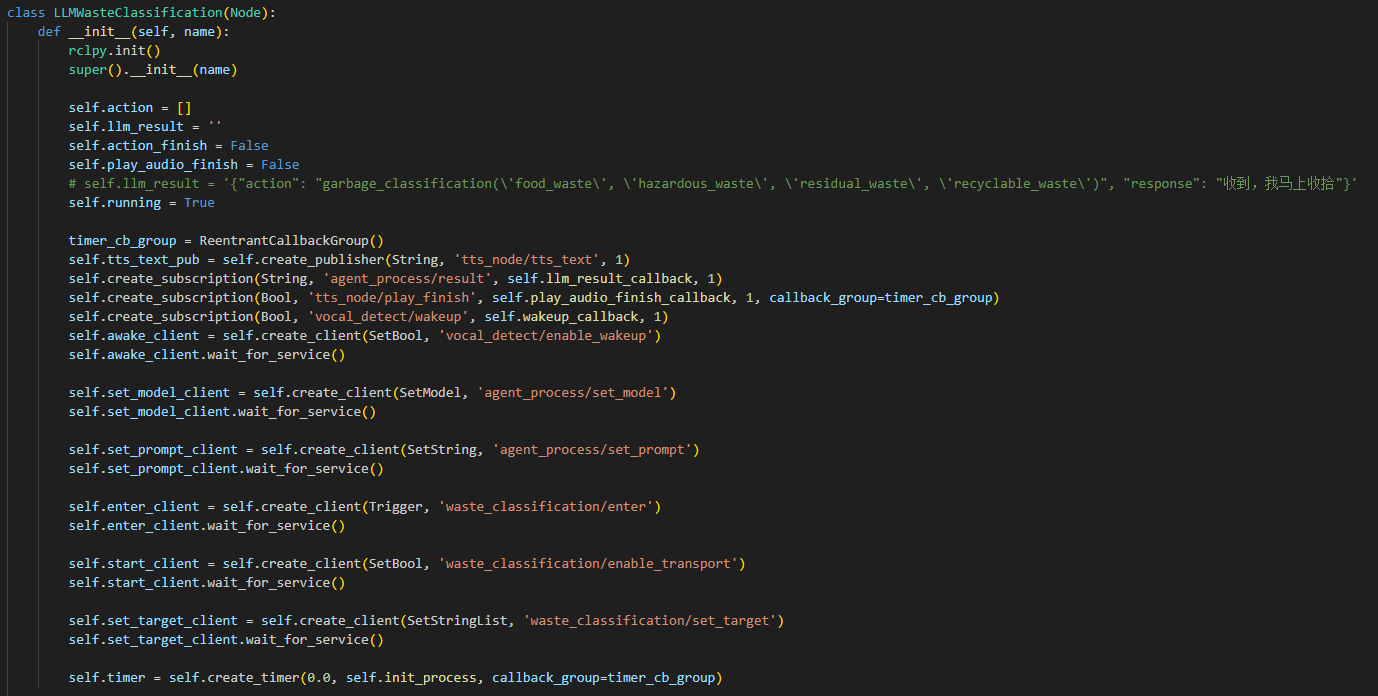 class LLMWasteClassification(Node):
    def __init__(self, name):
        rclpy.init()
        super().__init__(name)

        self.action = []
        self.llm_result = ''
        self.action_finish = False
        self.play_audio_finish = False
        # self.llm_result = '{"action": "garbage_classification(\'food_waste\', \'hazardous_waste\', \'residual_waste\', \'recyclable_waste\')", "response": "收到，我马上收拾"}'
        self.running = True

        timer_cb_group = ReentrantCallbackGroup()
        self.tts_text_pub = self.create_publisher(String, 'tts_node/tts_text', 1)
        self.create_subscription(String, 'agent_process/result', self.llm_result_callback, 1)
        self.create_subscription(Bool, 'tts_node/play_finish', self.play_audio_finish_callback, 1, callback_group=timer_cb_group)
        self.create_subscription(Bool, 'vocal_detect/wakeup', self.wakeup_callback, 1)
        self.awake_client = self.create_client(SetBool, 'vocal_detect/enable_wakeup')
        self.awake_client.wait_for_service()

        self.set_model_client = self.create_client(SetModel, 'agent_process/set_model')
        self.set_model_client.wait_for_service()

        self.set_prompt_client = self.create_client(SetString, 'agent_process/set_prompt')
        self.set_prompt_client.wait_for_service()

        self.enter_client = self.create_client(Trigger, 'waste_classification/enter')
        self.enter_client.wait_for_service()

        self.start_client = self.create_client(SetBool, 'waste_classification/enable_transport')
        self.start_client.wait_for_service()

        self.set_target_client = self.create_client(SetStringList, 'waste_classification/set_target')
        self.set_target_client.wait_for_service()

        self.timer = self.create_timer(0.0, self.init_process, callback_group=timer_cb_group)